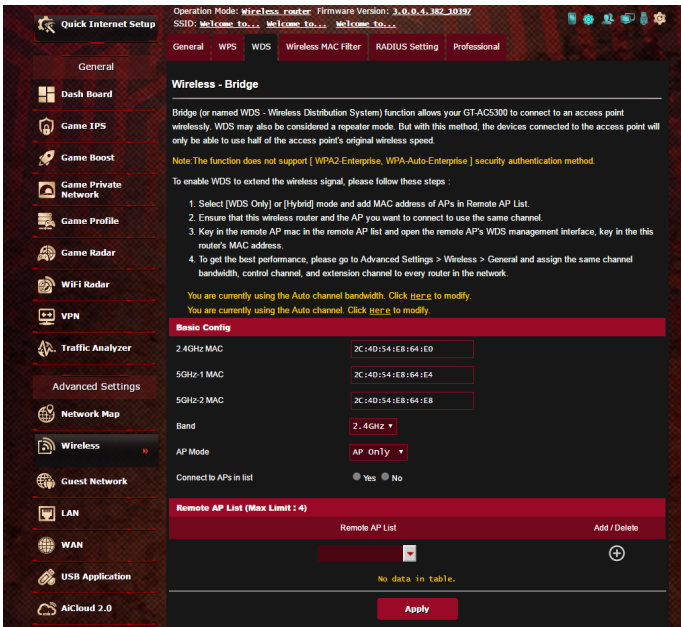 Quick Internet Setup
General
Dash Board
Game IPS
Game Boost
Game Private
Network
Game Profile
Game Radar
WiFi Radar
VPN
Traffic Analyzer
Advanced Settings
Network Map
Wireless
Guest Network
LAN
WAN
USB Application
AiCloud 2.0
Operation Mode: Wireless router Firmware Version: 3.0.0.4.382_10397
SSID: Welcome to... Welcome to... Welcome to...
General WPS WDS Wireless MAC Filter RADIUS Setting Professional
Wireless - Bridge
Bridge (or named WDS - Wireless Distribution System) function allows your GT-AC5300 to connect to an access point
wirelessly. WDS may also be considered a repeater mode. But with this method, the devices connected to the access point will
only be able to use half of the access point's original wireless speed.
Note:The function does not support [ WPA2-Enterprise, WPA-Auto-Enterprise ] security authentication method.
To enable WDS to extend the wireless signal, please follow these steps :
1. Select [WDS Only] or [Hybrid] mode and add MAC address of APs in Remote AP List.
2. Ensure that this wireless router and the AP you want to connect to use the same channel.
3. Key in the remote AP mac in the remote AP list and open the remote AP's WDS management interface, key in the this
router's MAC address.
4. To get the best performance, please go to Advanced Settings > Wireless > General and assign the same channel
bandwidth, control channel, and extension channel to every router in the network.
You are currently using the Auto channel bandwidth. Click Here to modify.
You are currently using the Auto channel. Click Here to modify.
Basic Config
2.4GHz MAC 2C:4D:54:E8:64:E0
5GHz-1 MAC 2C:4D:54:E8:64:E4
5GHz-2 MAC 2C:4D:54:E8:64:E8
Band 2.4GHz
AP Mode AP Only
Connect to APs in list Yes No
Remote AP List (Max Limit : 4)
Remote AP List Add / Delete
No data in table.
Apply